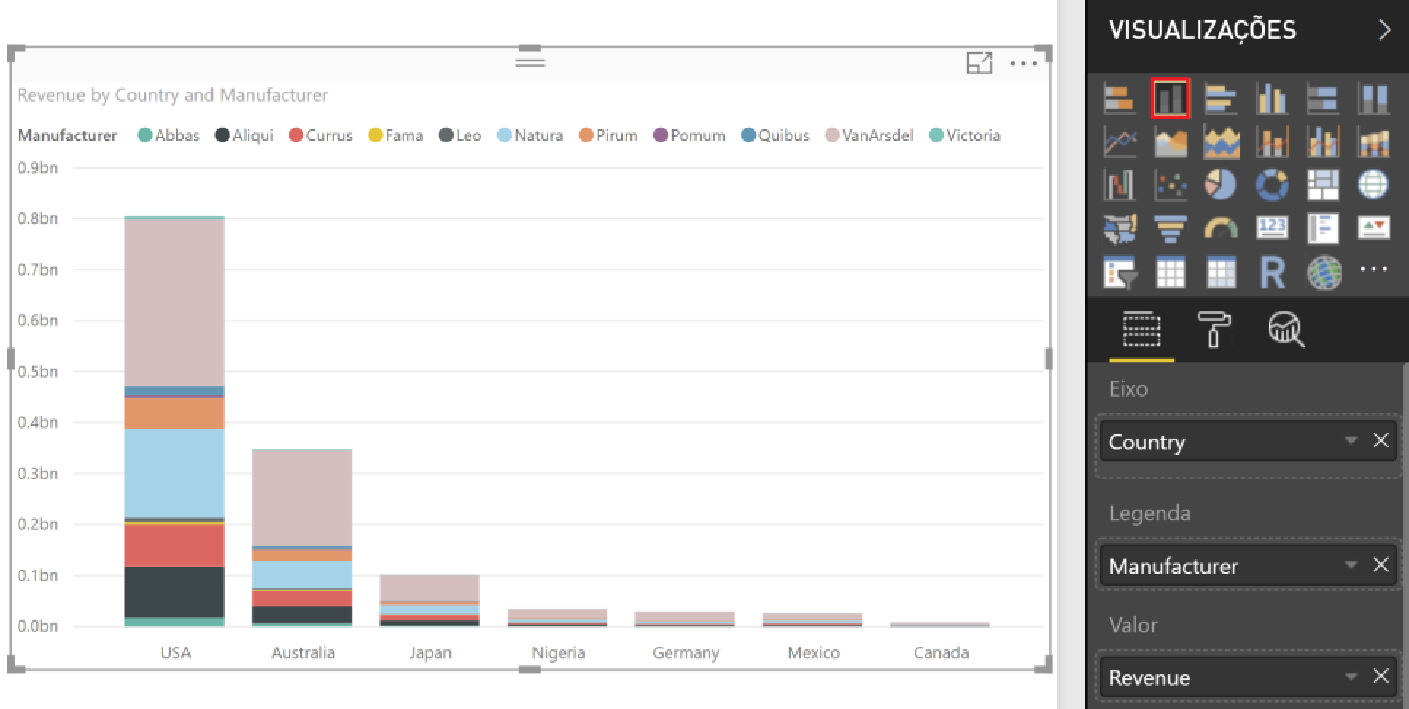 VISUALIZAÇÕES
Revenue by Country and Manufacturer
Manufacturer Abbas Aliqui Currus Fama Leo Natura Pirum Pomum Quibus VanArsdel Victoria
0.9bn
0.8bn
0.7bn
0.6bn
0.5bn
0.4bn
0.3bn
0.2bn
0.1bn
0.0bn
USA Australia Japan Nigeria Germany Mexico Canada
123
R
Eixo
Country
Legenda
Manufacturer
Valor
Revenue